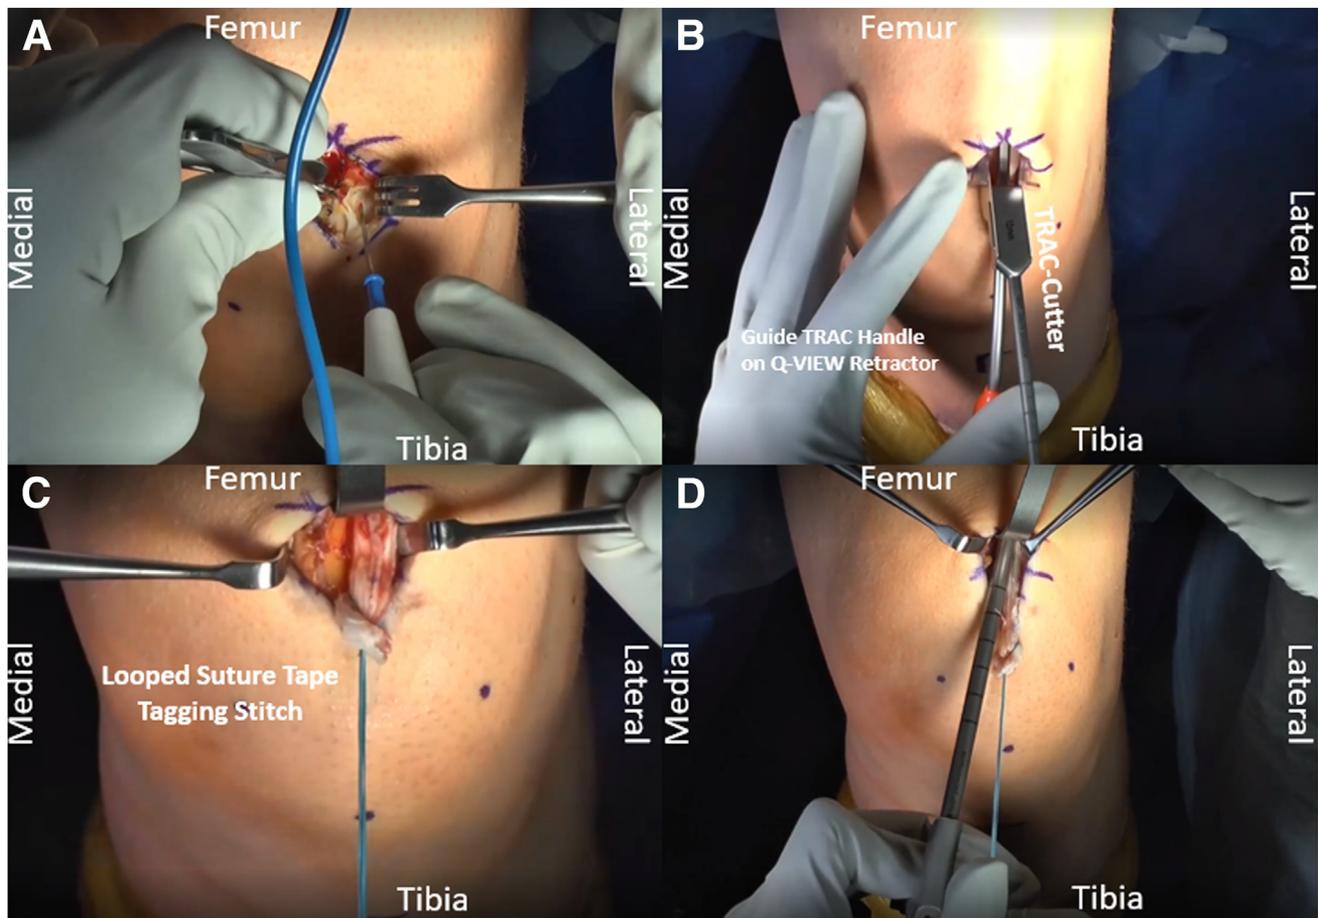 A
Femur
Medial
Lateral
Tibia
B
Femur
Medial
Lateral
TRAC-Cutter
Guide TRAC Handle
on Q-VIEW Retractor
Tibia
C
Femur
Medial
Lateral
Looped Suture Tape
Tagging Stitch
Tibia
D
Femur
Medial
Lateral
Tibia